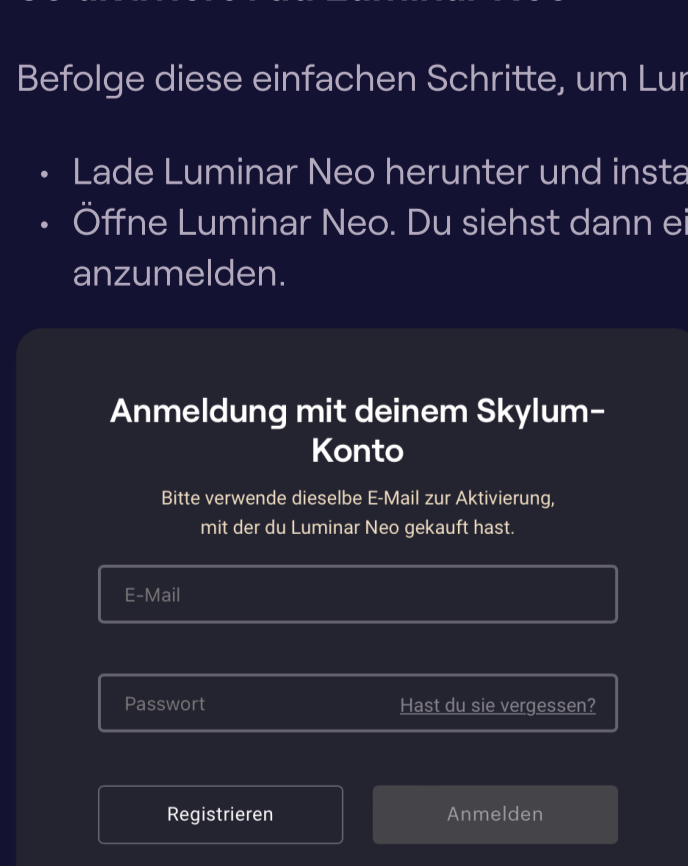 Befolge diese einfachen Schritte, um
• Lade Luminar Neo herunter und
• Öffne Luminar Neo. Du siehst dann
anzumelden.
Anmeldung mit deinem Skylum-
Konto
Bitte verwende dieselbe E-Mail zur Aktivierung,
mit der du Luminar Neo gekauft hast.
E-Mail
Passwort
Hast du sie vergessen?
Registrieren
Anmelden